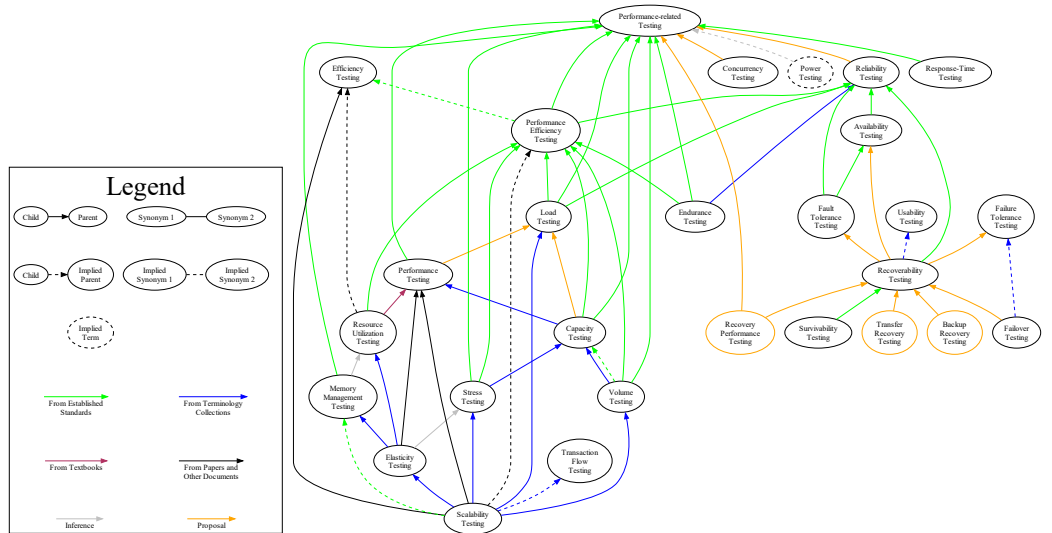 Performance-related
Testing
Efficiency
Testing
Concurrency
Testing
Power
Testing
Reliability
Testing
Response-Time
Testing
Performance
Efficiency
Testing
Availability
Testing
Legend
Child
Parent
Synonym 1
Synonym 2
Load
Testing
Endurance
Testing
Fault
Tolerance
Testing
Usability
Testing
Failure
Tolerance
Testing
Child
Implied
Parent
Implied
Synonym 1
Implied
Synonym 2
Performance
Testing
Recoverability
Testing
Implied
Term
Resource
Utilization
Testing
Capacity
Testing
Recovery
Performance
Testing
Survivability
Testing
Transfer
Recovery
Testing
Backup
Recovery
Testing
Failover
Testing
From Established
Standards
From Terminology
Collections
Memory
Management
Testing
Stress
Testing
Volume
Testing
From Textbooks
From Papers and
Other Documents
Elasticity
Testing
Transaction
Flow
Testing
Inference
Proposal
Scalability
Testing